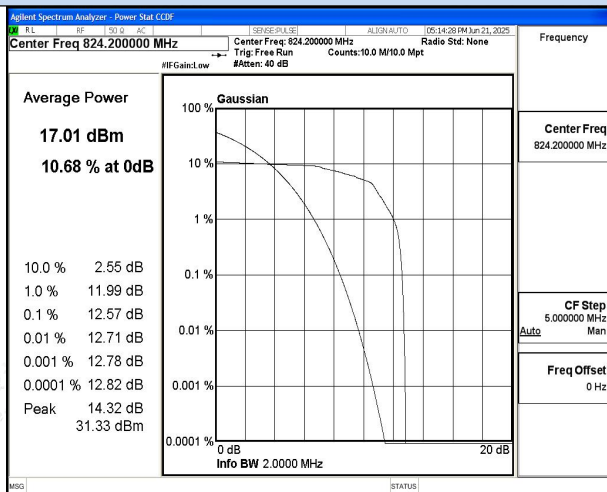 Agilent Spectrum Analyzer - Power Stat CCDF
RL RF 50 Ω AC SENSE:PULSE ALIGN AUTO 05:14:28 PM Jun 21, 2025
Center Freq 824.200000 MHz
Center Freq: 824.200000 MHz Radio Std: None
Trig: Free Run Counts:10.0 M/10.0 Mpt
#IFGain:Low #Atten: 40 dB
Frequency
Center Freq
824.200000 MHz
CF Step
5.000000 MHz
Auto Man
Freq Offset
0 Hz
Average Power
17.01 dBm
10.68 % at 0dB
10.0 % 2.55 dB
1.0 % 11.99 dB
0.1 % 12.57 dB
0.01 % 12.71 dB
0.001 % 12.78 dB
0.0001 % 12.82 dB
Peak 14.32 dB
31.33 dBm
Gaussian
100 %
10 %
1 %
0.1 %
0.01 %
0.001 %
0.0001 %
0 dB 20 dB
Info BW 2.0000 MHz
MSG STATUS